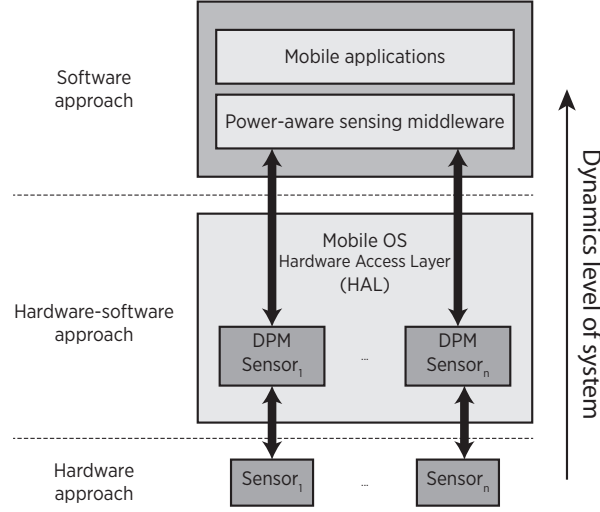 Software
approach
Mobile applications
Power-aware sensing middleware
Hardware-software
approach
Mobile OS
Hardware Access Layer
(HAL)
DPM
Sensor1
...
DPM
Sensorn
Hardware
approach
Sensor1
...
Sensorn
Dynamics level of system